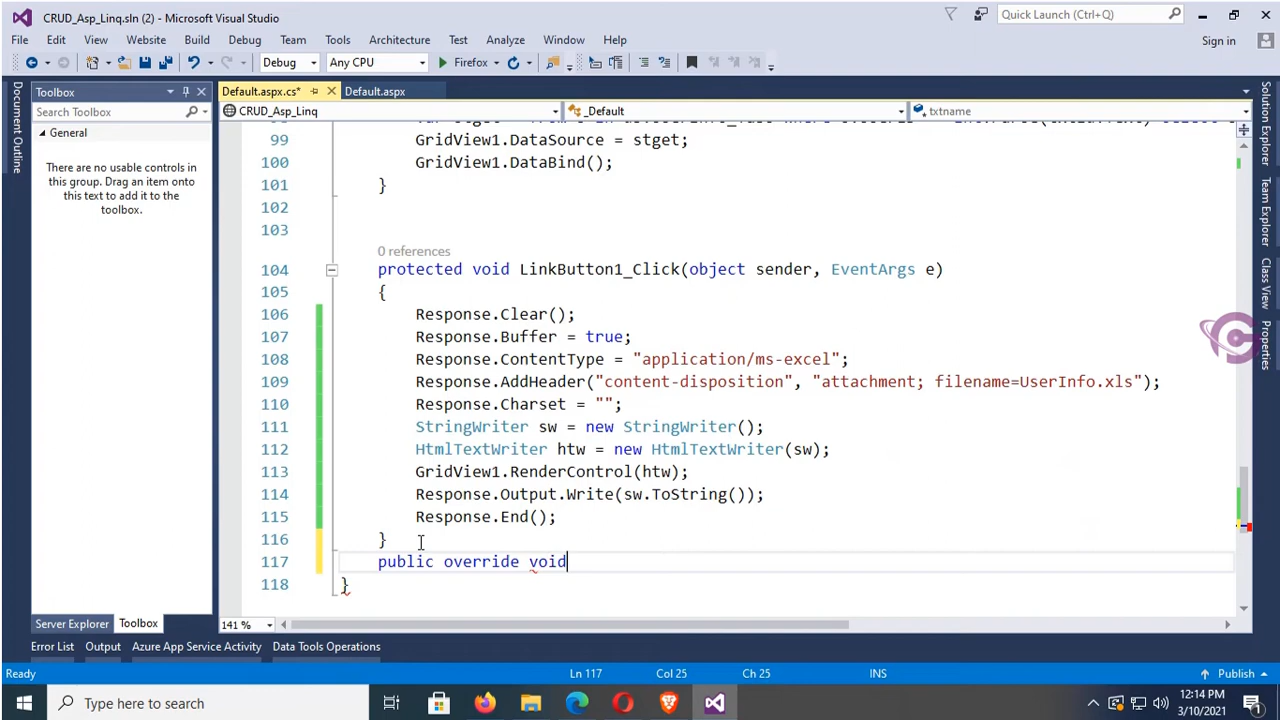 CRUD_Asp_Linq.sln (2) - Microsoft Visual Studio
Quick Launch (Ctrl+Q)
File Edit View Website Build Debug Team Tools Architecture Test Analyze Window Help
Sign in
Debug Any CPU Firefox
Document Outline
Toolbox
Search Toolbox
General
There are no usable controls in
this group. Drag an item onto
this text to add it to the
toolbox.
Server Explorer Toolbox
Default.aspx.cs* Default.aspx
CRUD_Asp_Linq _Default txtname
99 GridView1.DataSource = stget;
100 GridView1.DataBind();
101 }
102
103
0 references
104 protected void LinkButton1_Click(object sender, EventArgs e)
105 {
106 Response.Clear();
107 Response.Buffer = true;
108 Response.ContentType = "application/ms-excel";
109 Response.AddHeader("content-disposition", "attachment; filename=UserInfo.xls");
110 Response.Charset = "";
111 StringWriter sw = new StringWriter();
112 HtmlTextWriter htw = new HtmlTextWriter(sw);
113 GridView1.RenderControl(htw);
114 Response.Output.Write(sw.ToString());
115 Response.End();
116 }
117 public override void
118 }
141 %
Solution Explorer
Team Explorer
Class View
Properties
Error List Output Azure App Service Activity Data Tools Operations
Ready Ln 117 Col 25 Ch 25 INS Publish
Type here to search
12:14 PM
3/10/2021
1